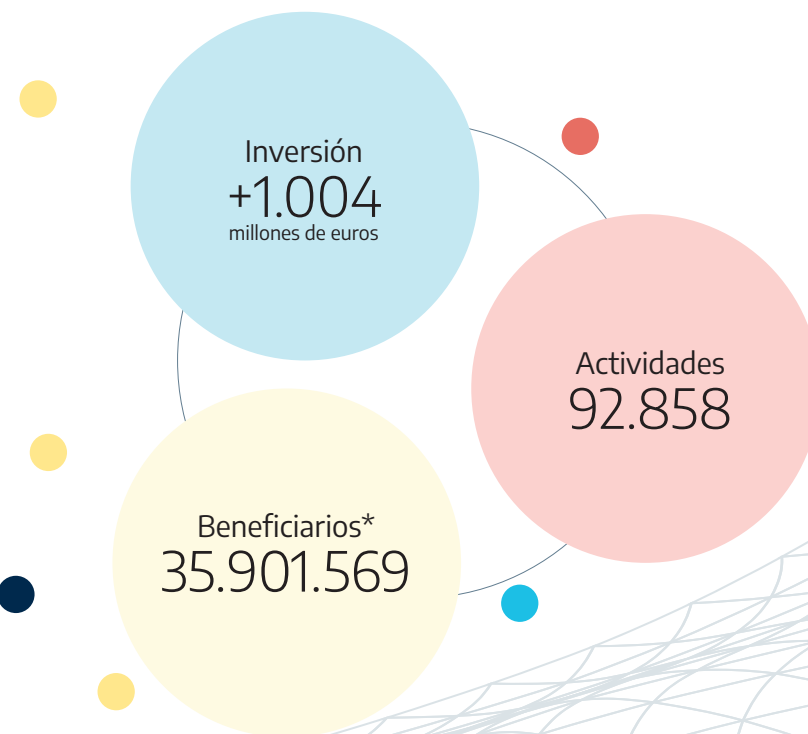 Inversión
+1.004
millones de euros
Actividades
92.858
Beneficiarios*
35.901.569